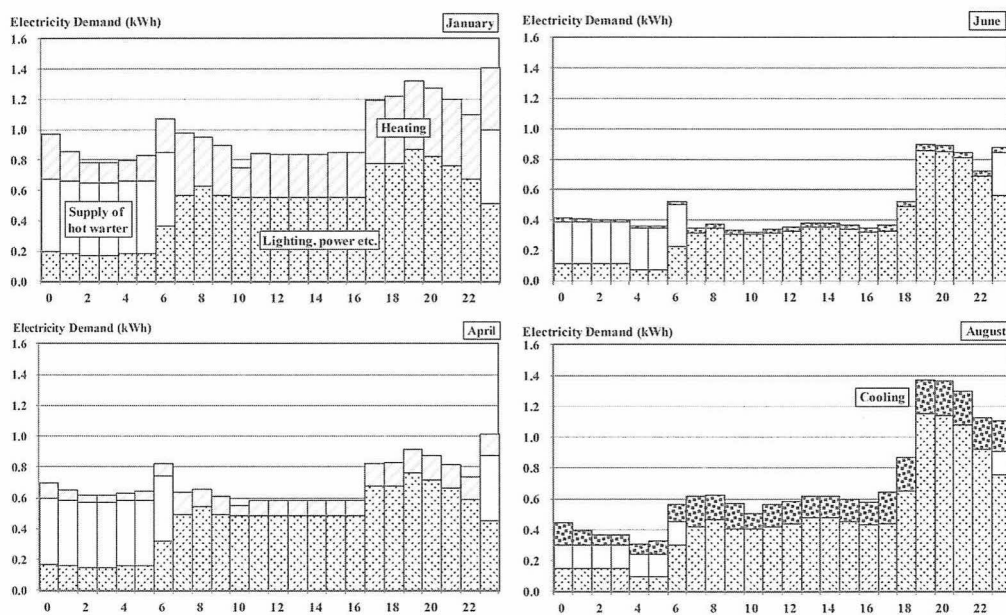 Electricity Demand (kWh)
January
1.6
1.4
1.2
1.0
0.8
0.6
0.4
0.2
0.0
Heating
Supply of
hot warter
Lighting, power etc.
0 2 4 6 8 10 12 14 16 18 20 22
Electricity Demand (kWh)
June
1.6
1.4
1.2
1.0
0.8
0.6
0.4
0.2
0.0
0 2 4 6 8 10 12 14 16 18 20 22
Electricity Demand (kWh)
April
1.6
1.4
1.2
1.0
0.8
0.6
0.4
0.2
0.0
0 2 4 6 8 10 12 14 16 18 20 22
Electricity Demand (kWh)
August
1.6
1.4
1.2
1.0
0.8
0.6
0.4
0.2
0.0
Cooling
0 2 4 6 8 10 12 14 16 18 20 22